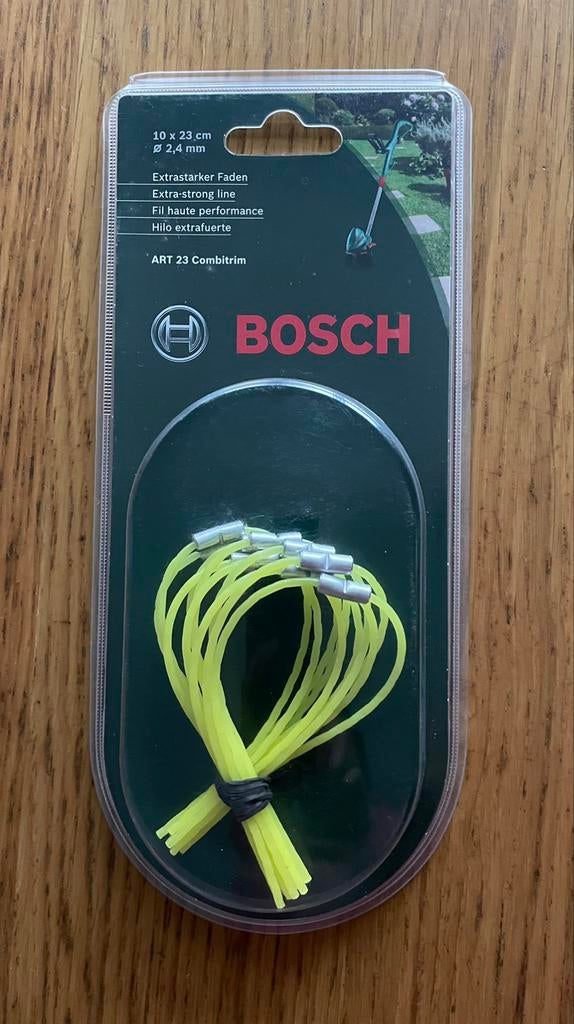 10 x 23 cm
Ø 2,4 mm
Extrastarker Faden
Extra-strong line
Fil haute performance
Hilo extrafuerte
ART 23 Combitrim
BOSCH